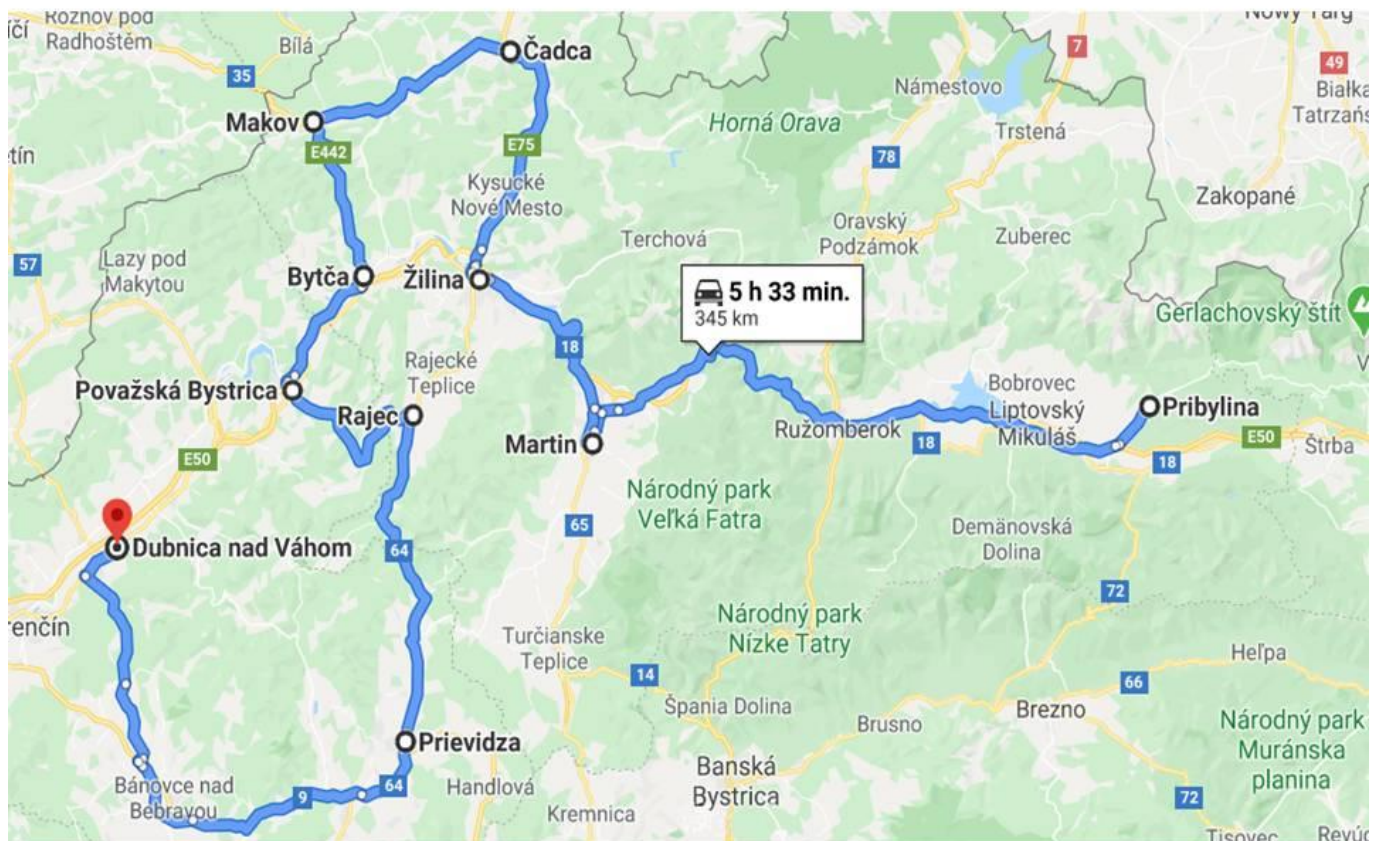 Rožnov pod
Radhoštěm
Bílá
Čadca
Nowy Targ
7
49
35
Námestovo
Białka
Makov
Horná Orava
Trstená
E442
E75
78
Kysucké
Nové Mesto
Zakopané
Oravský
Podzámok
Terchová
Zuberec
57
Lazy pod
Makytou
Bytča
Žilina
5 h 33 min.
345 km
Gerlachovský štít
18
Rajecké
Teplice
Považská Bystrica
Rajec
Bobrovec
Liptovský
Mikuláš
Pribylina
Martin
Ružomberok
18
E50
Štrba
E50
18
Národný park
Veľká Fatra
65
Dubnica nad Váhom
64
Demänovská
Dolina
72
renčín
Národný park
Nízke Tatry
Turčianske
Teplice
Heľpa
14
66
Špania Dolina
Brusno
Brezno
Národný park
Muránska
planina
Prievidza
Banská
Bystrica
Bánovce nad
Bebravou
9
64
Handlová
Kremnica
72
Tisovec